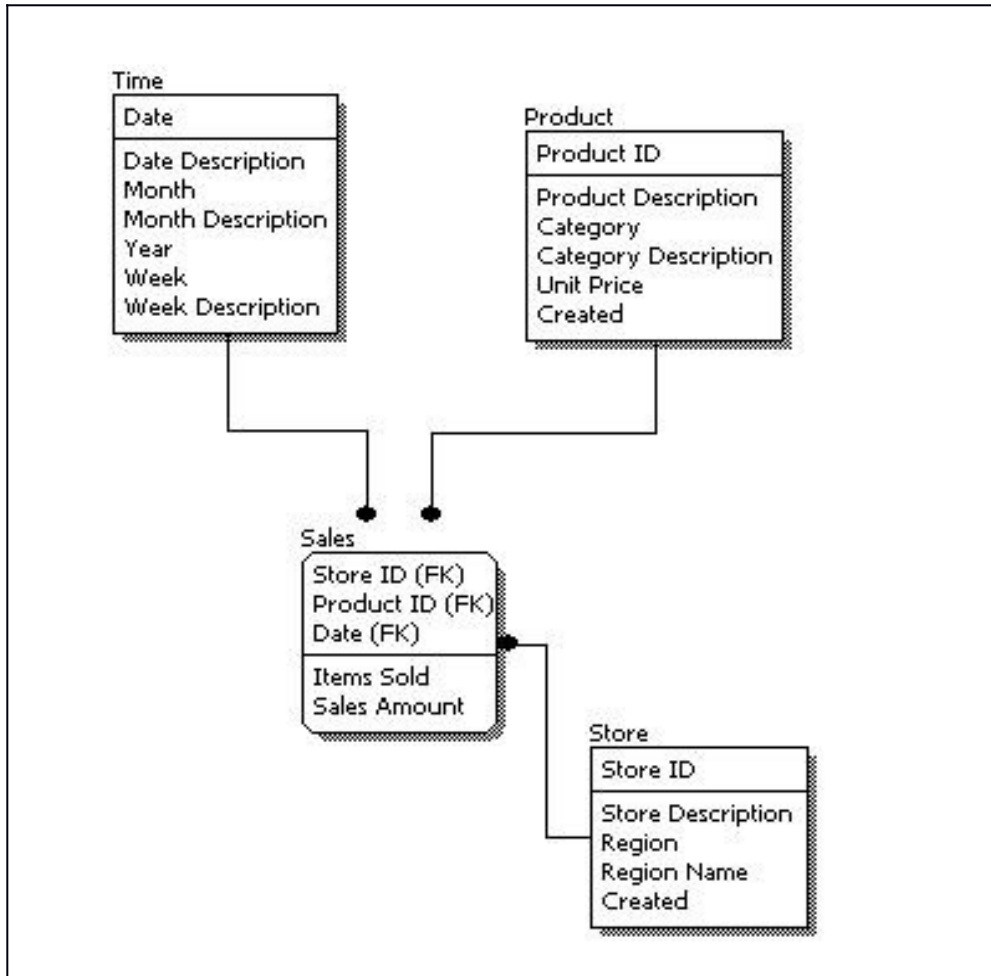 Time
Date
Date Description
Month
Month Description
Year
Week
Week Description
Product
Product ID
Product Description
Category
Category Description
Unit Price
Created
Sales
Store ID (FK)
Product ID (FK)
Date (FK)
Items Sold
Sales Amount
Store
Store ID
Store Description
Region
Region Name
Created